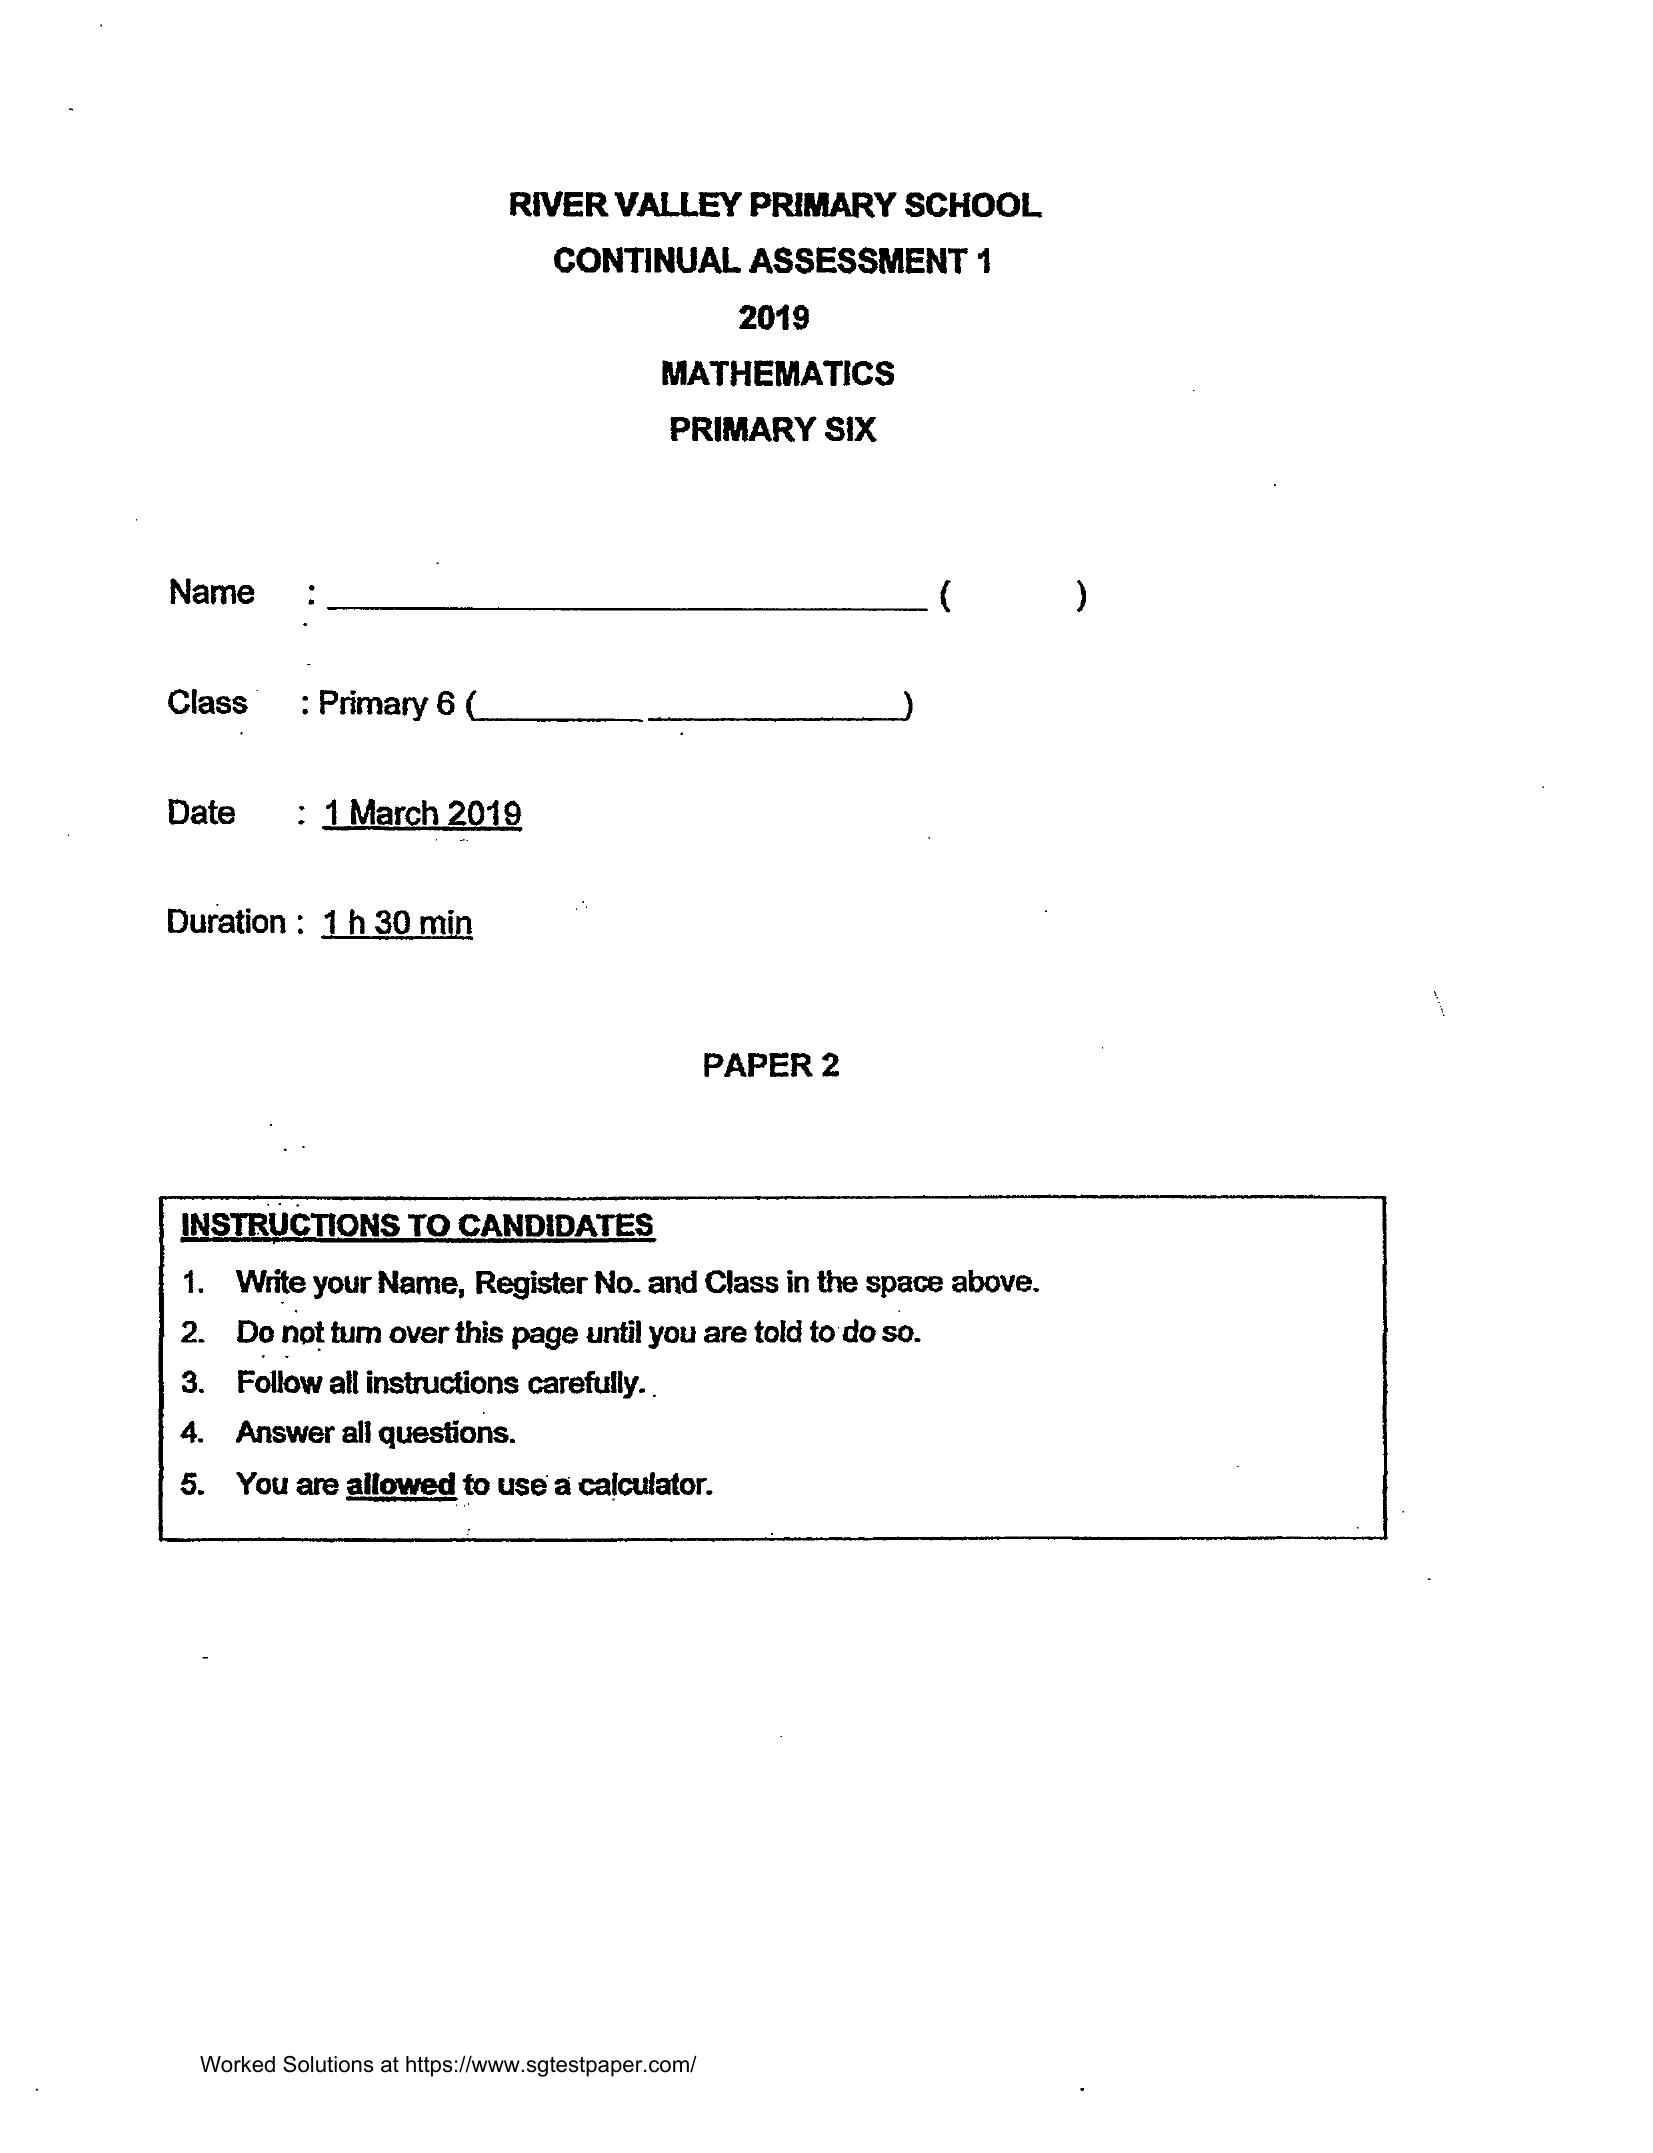 RIVER VALLEY PRIMARY SCHOOL
CONTINUAL ASSESSMENT 1
2019
MATHEMATICS
PRIMARY SIX
Name : ______________________ ( )
Class : Primary 6 (________ ____________)
Date : 1 March 2019
Duration : 1 h 30 min
PAPER 2
INSTRUCTIONS TO CANDIDATES
1. Write your Name, Register No. and Class in the space above.
2. Do not turn over this page until you are told to do so.
3. Follow all instructions carefully.
4. Answer all questions.
5. You are allowed to use a calculator.
Worked Solutions at https://www.sgtestpaper.com/